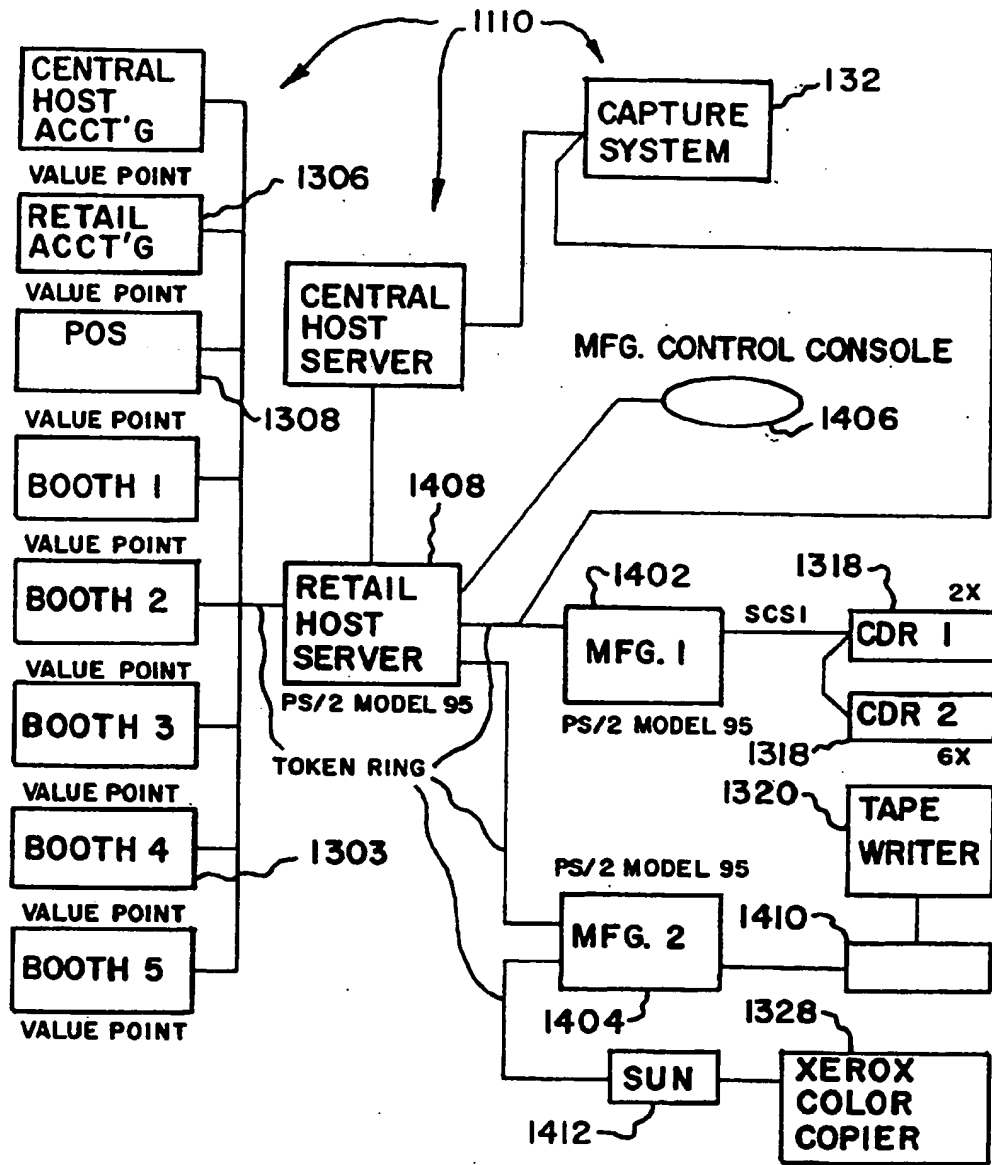 1110
CENTRAL
HOST
ACCT'G
VALUE POINT
1306
RETAIL
ACCT'G
VALUE POINT
POS
1308
VALUE POINT
BOOTH 1
VALUE POINT
BOOTH 2
VALUE POINT
BOOTH 3
VALUE POINT
BOOTH 4
1303
VALUE POINT
BOOTH 5
VALUE POINT
132
CAPTURE
SYSTEM
CENTRAL
HOST
SERVER
MFG. CONTROL CONSOLE
1406
1408
RETAIL
HOST
SERVER
PS/2 MODEL 95
TOKEN RING
1402
MFG. 1
PS/2 MODEL 95
SCSI
1318
2X
CDR 1
CDR 2
1318
6X
1320
TAPE
WRITER
PS/2 MODEL 95
MFG. 2
1404
1410
1328
SUN
1412
XEROX
COLOR
COPIER